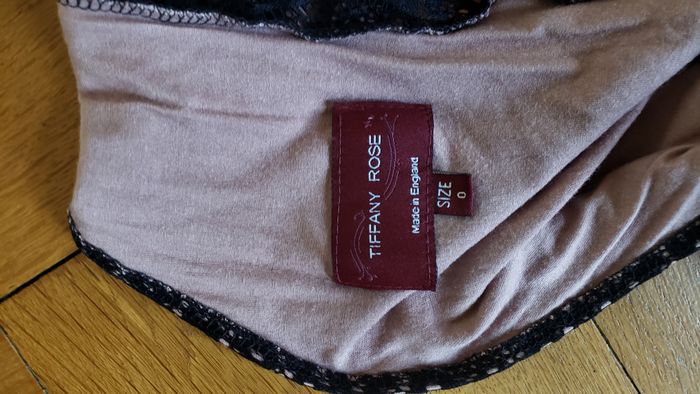 TIFFANY ROSE
Made in England
SIZE
0